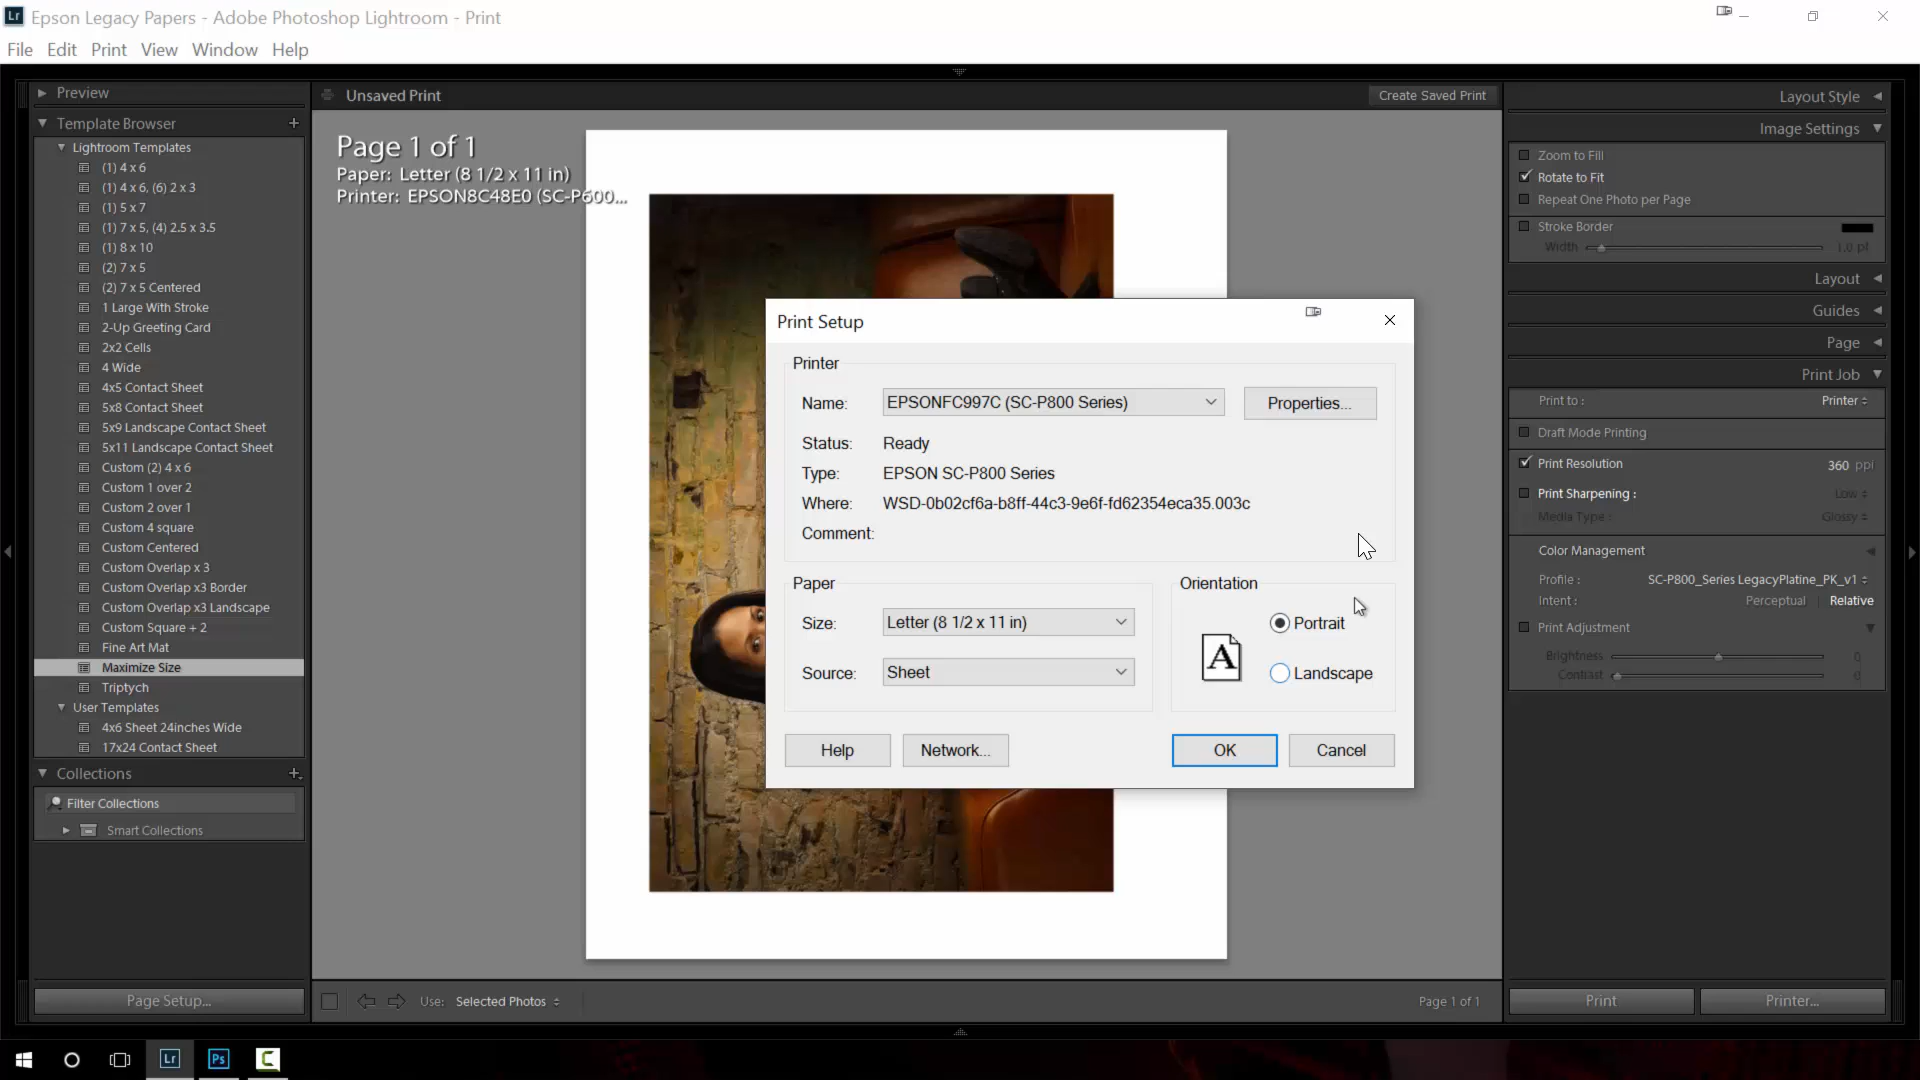 Lr Epson Legacy Papers - Adobe Photoshop Lightroom - Print
File Edit Print View Window Help
Preview
Template Browser +
Lightroom Templates
(1) 4 x 6
(1) 4 x 6, (6) 2 x 3
(1) 5 x 7
(1) 7 x 5, (4) 2.5 x 3.5
(1) 8 x 10
(2) 7 x 5
(2) 7 x 5 Centered
1 Large With Stroke
2-Up Greeting Card
2x2 Cells
4 Wide
4x5 Contact Sheet
5x8 Contact Sheet
5x9 Landscape Contact Sheet
5x11 Landscape Contact Sheet
Custom (2) 4 x 6
Custom 1 over 2
Custom 2 over 1
Custom 4 square
Custom Centered
Custom Overlap x 3
Custom Overlap x3 Border
Custom Overlap x3 Landscape
Custom Square + 2
Fine Art Mat
Maximize Size
Triptych
User Templates
4x6 Sheet 24inches Wide
17x24 Contact Sheet
Collections +
Filter Collections
Smart Collections
Page Setup...
Unsaved Print
Create Saved Print
Page 1 of 1
Paper: Letter (8 1/2 x 11 in)
Printer: EPSON8C48E0 (SC-P600...
Print Setup
Printer
Name: EPSONFC997C (SC-P800 Series) Properties...
Status: Ready
Type: EPSON SC-P800 Series
Where: WSD-0b02cf6a-b8ff-44c3-9e6f-fd62354eca35.003c
Comment:
Paper
Size: Letter (8 1/2 x 11 in)
Source: Sheet
Orientation
A
Portrait
Landscape
Help Network... OK Cancel
Use: Selected Photos
Page 1 of 1
Layout Style
Image Settings
Zoom to Fill
Rotate to Fit
Repeat One Photo per Page
Stroke Border
Width 1.0 pt
Layout
Guides
Page
Print Job
Print to : Printer
Draft Mode Printing
Print Resolution 360 ppi
Print Sharpening : Low
Media Type : Glossy
Color Management
Profile : SC-P800_Series LegacyPlatine_PK_v1
Intent : Perceptual Relative
Print Adjustment
Brightness 0
Contrast 0
Print Printer...
Lr Ps C